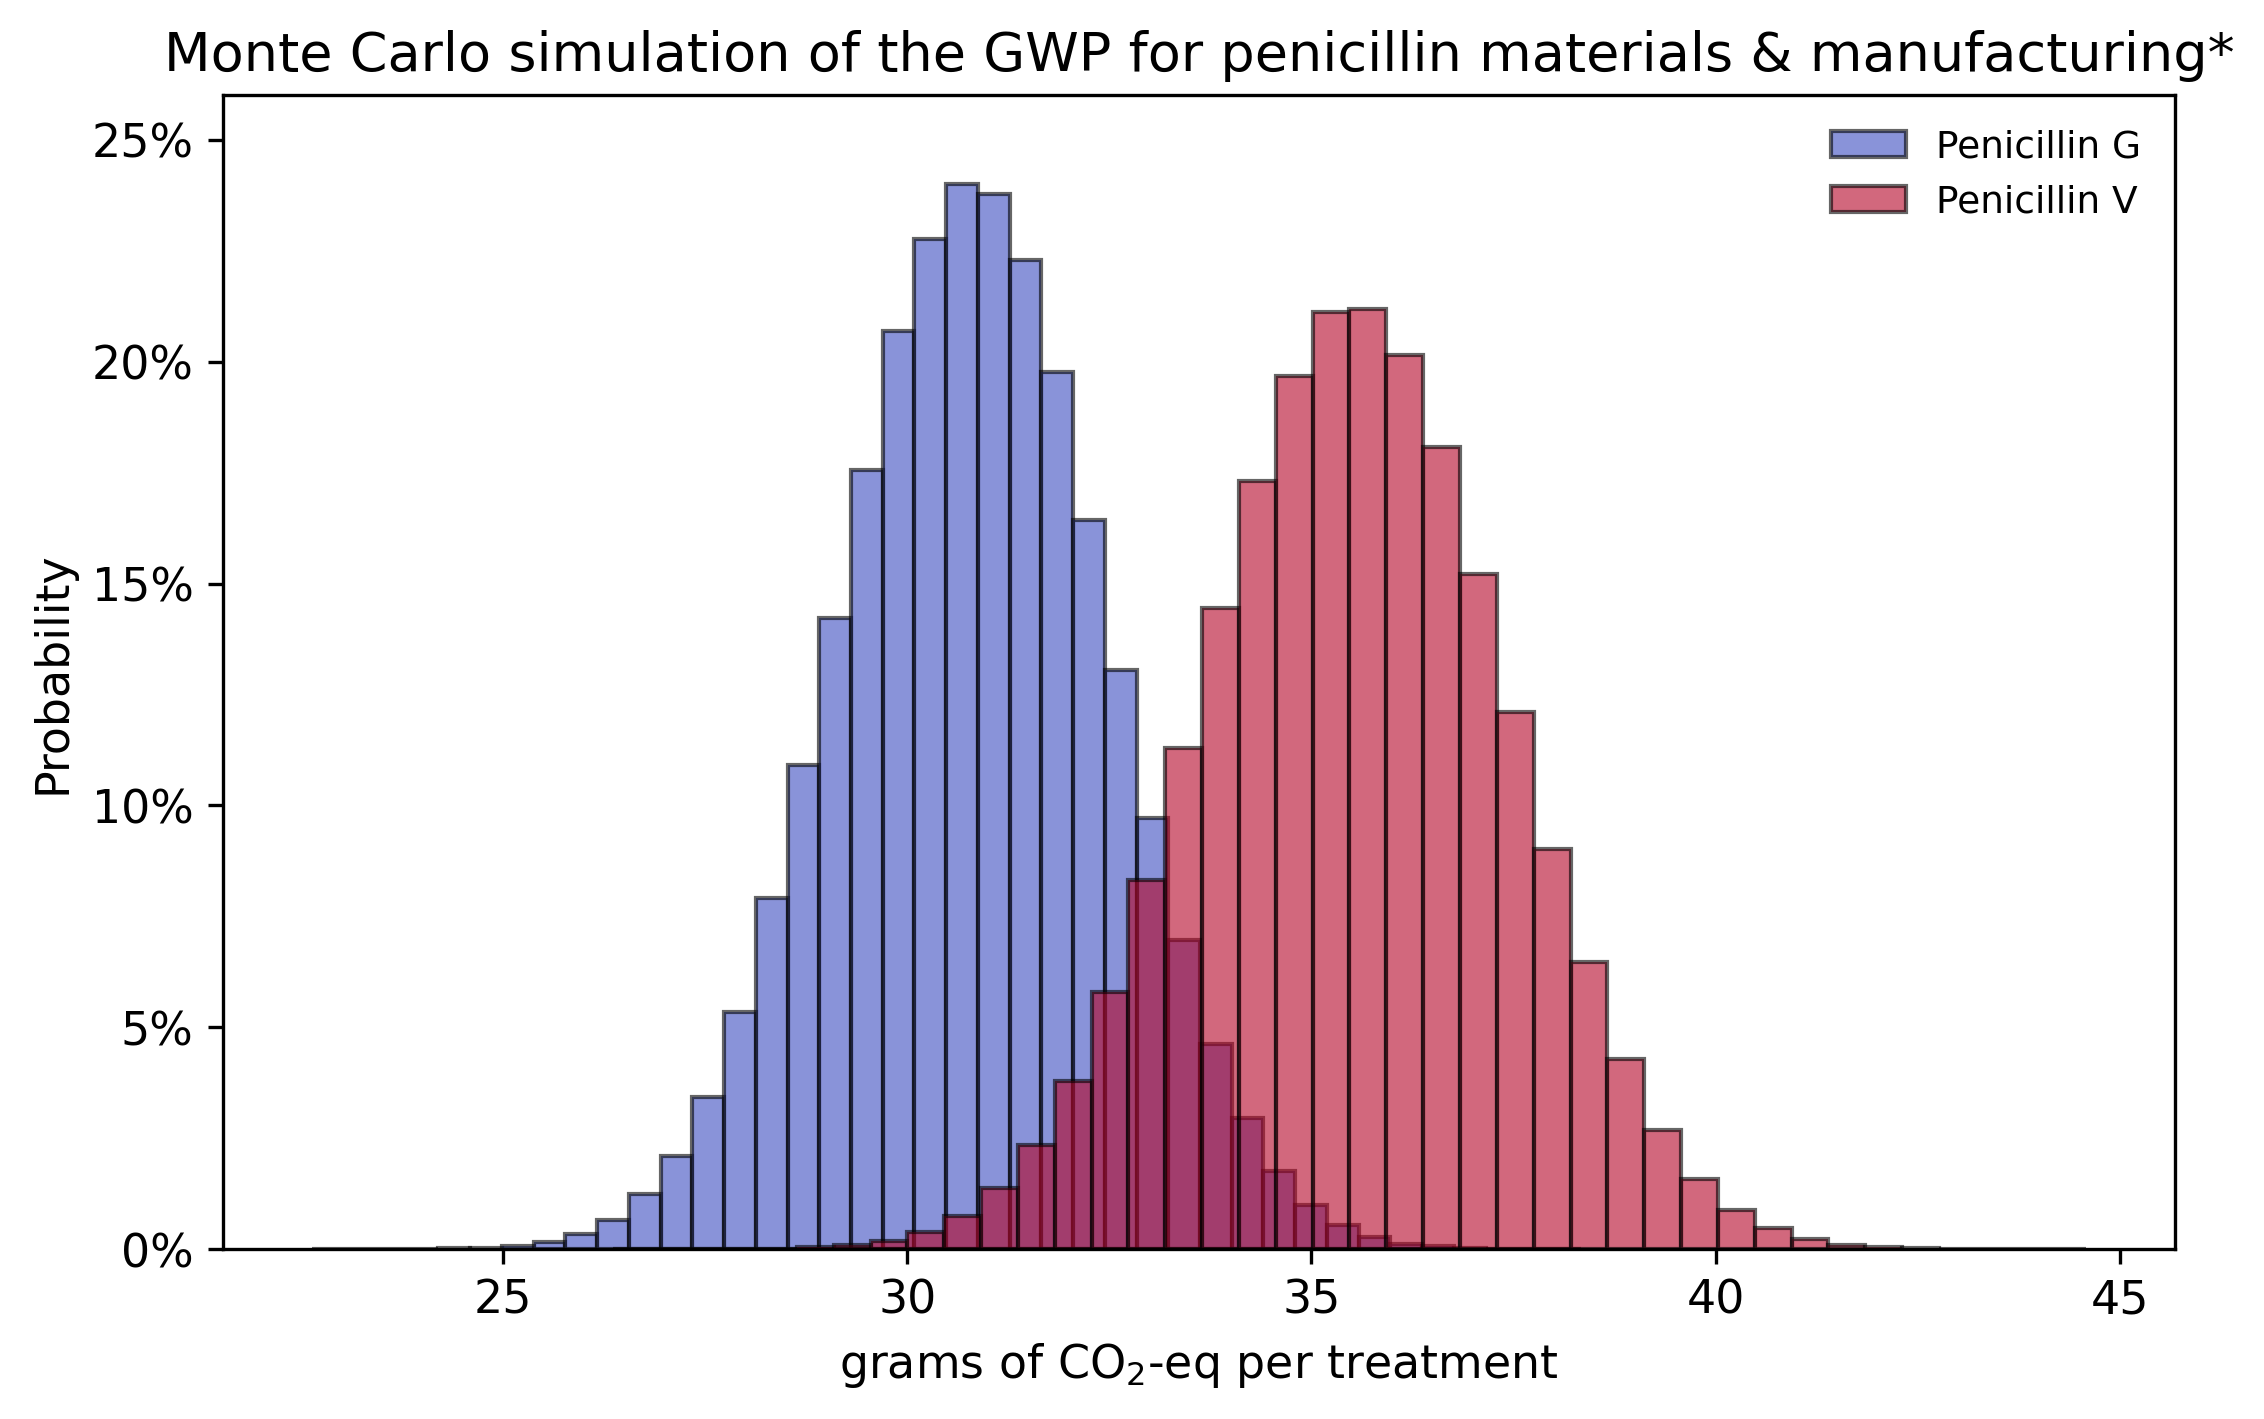 Monte Carlo simulation of the GWP for penicillin materials & manufacturing*
Penicillin G
Penicillin V
25%
20%
15%
10%
5%
0%
Probability
25 30 35 40 45
grams of CO₂-eq per treatment